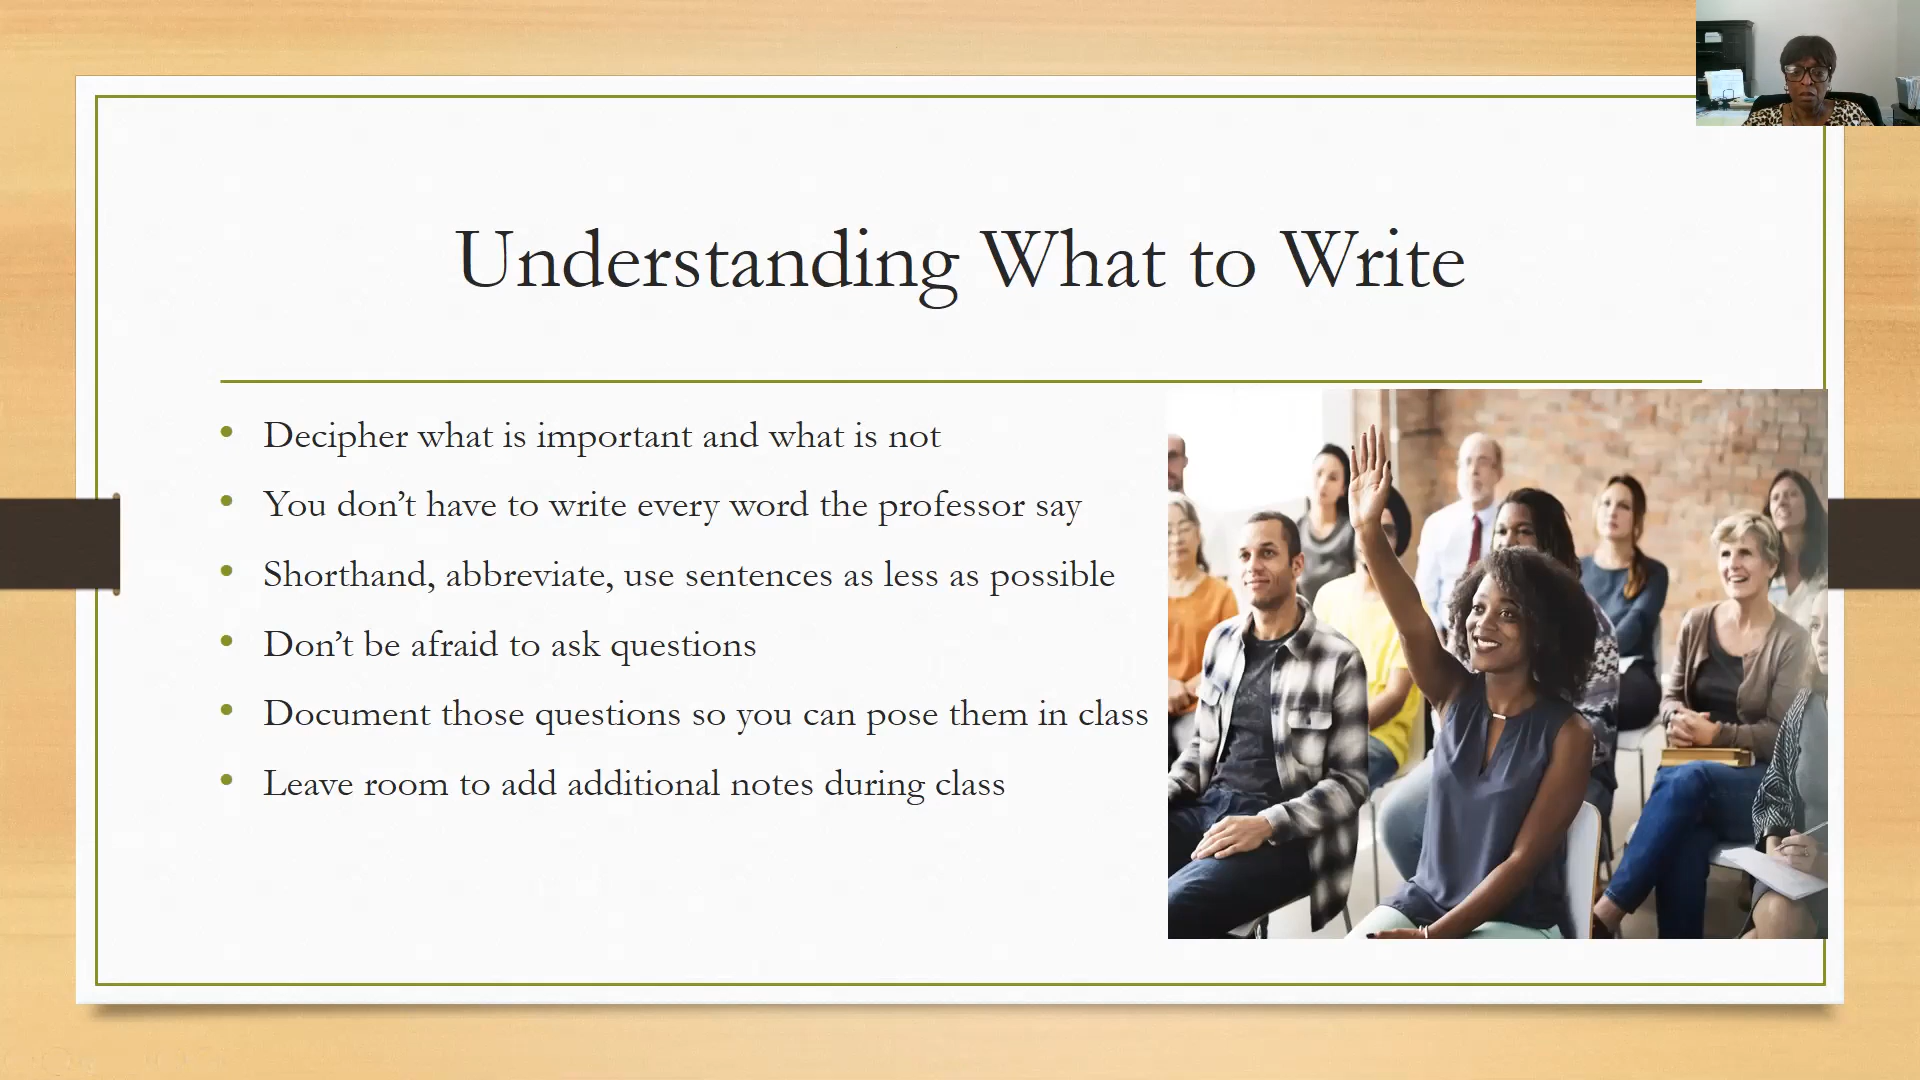 Understanding What to Write
Decipher what is important and what is not
You don’t have to write every word the professor say
Shorthand, abbreviate, use sentences as less as possible
Don’t be afraid to ask questions
Document those questions so you can pose them in class
Leave room to add additional notes during class